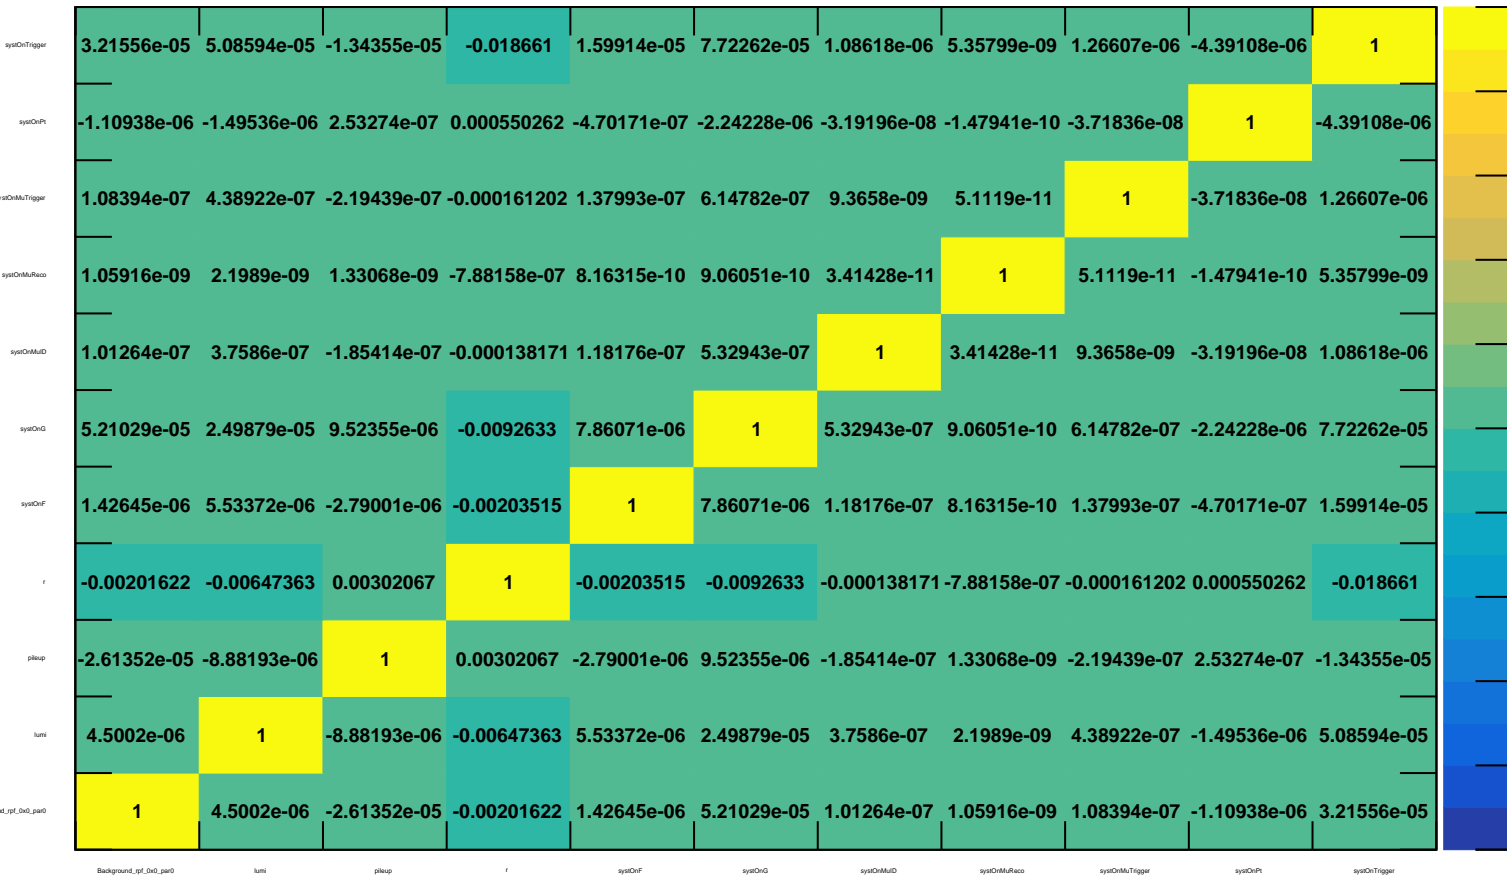 systOnTrigger 3.21556e-05 5.08594e-05 -1.34355e-05 -0.018661 1.59914e-05 7.72262e-05 1.08618e-06 5.35799e-09 1.26607e-06 -4.39108e-06 1
systOnPt -1.10938e-06 -1.49536e-06 2.53274e-07 0.000550262 -4.70171e-07 -2.24228e-06 -3.19196e-08 -1.47941e-10 -3.71836e-08 1 -4.39108e-06
stOnMuTrigger 1.08394e-07 4.38922e-07 -2.19439e-07 -0.000161202 1.37993e-07 6.14782e-07 9.3658e-09 5.1119e-11 1 -3.71836e-08 1.26607e-06
systOnMuReco 1.05916e-09 2.1989e-09 1.33068e-09 -7.88158e-07 8.16315e-10 9.06051e-10 3.41428e-11 1 5.1119e-11 -1.47941e-10 5.35799e-09
systOnMuID 1.01264e-07 3.7586e-07 -1.85414e-07 -0.000138171 1.18176e-07 5.32943e-07 1 3.41428e-11 9.3658e-09 -3.19196e-08 1.08618e-06
systOnG 5.21029e-05 2.49879e-05 9.52355e-06 -0.0092633 7.86071e-06 1 5.32943e-07 9.06051e-10 6.14782e-07 -2.24228e-06 7.72262e-05
systOnF 1.42645e-06 5.53372e-06 -2.79001e-06 -0.00203515 1 7.86071e-06 1.18176e-07 8.16315e-10 1.37993e-07 -4.70171e-07 1.59914e-05
r -0.00201622 -0.00647363 0.00302067 1 -0.00203515 -0.0092633 -0.000138171 -7.88158e-07 -0.000161202 0.000550262 -0.018661
pileup -2.61352e-05 -8.88193e-06 1 0.00302067 -2.79001e-06 9.52355e-06 -1.85414e-07 1.33068e-09 -2.19439e-07 2.53274e-07 -1.34355e-05
lumi 4.5002e-06 1 -8.88193e-06 -0.00647363 5.53372e-06 2.49879e-05 3.7586e-07 2.1989e-09 4.38922e-07 -1.49536e-06 5.08594e-05
d_rpf_0x0_par0 1 4.5002e-06 -2.61352e-05 -0.00201622 1.42645e-06 5.21029e-05 1.01264e-07 1.05916e-09 1.08394e-07 -1.10938e-06 3.21556e-05
Background_rpf_0x0_par0 lumi pileup r systOnF systOnG systOnMuID systOnMuReco systOnMuTrigger systOnPt systOnTrigger